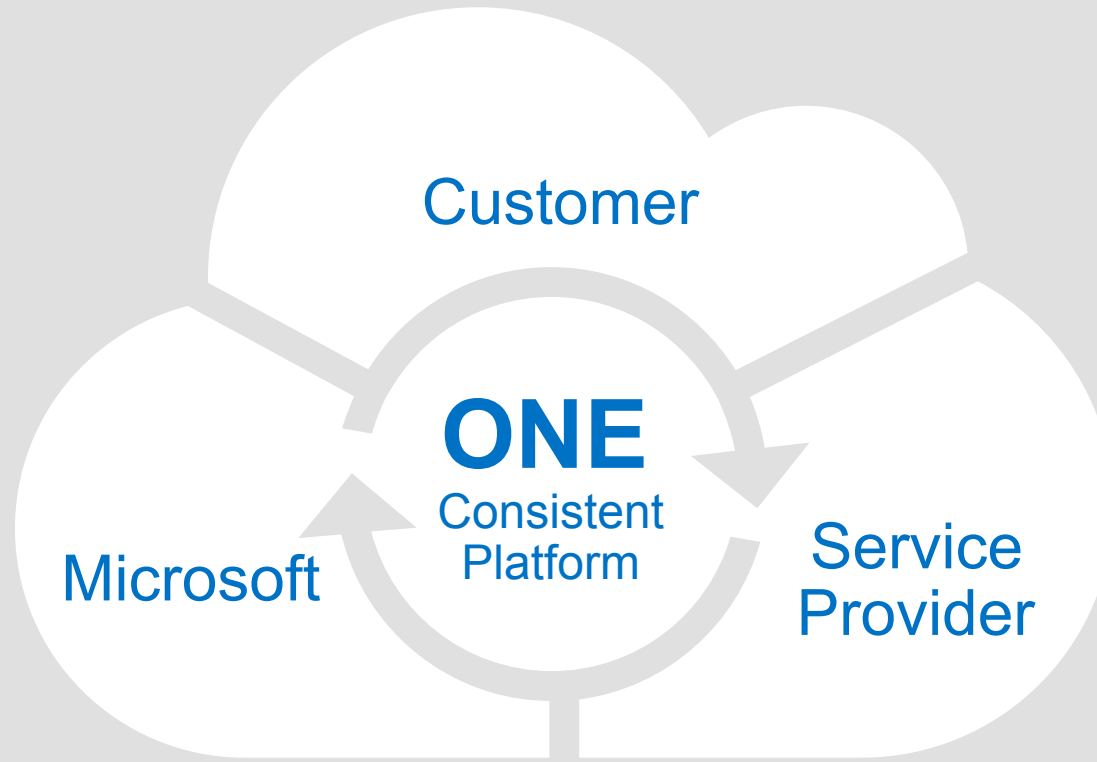 Customer
ONE
Consistent
Platform
Microsoft
Service
Provider